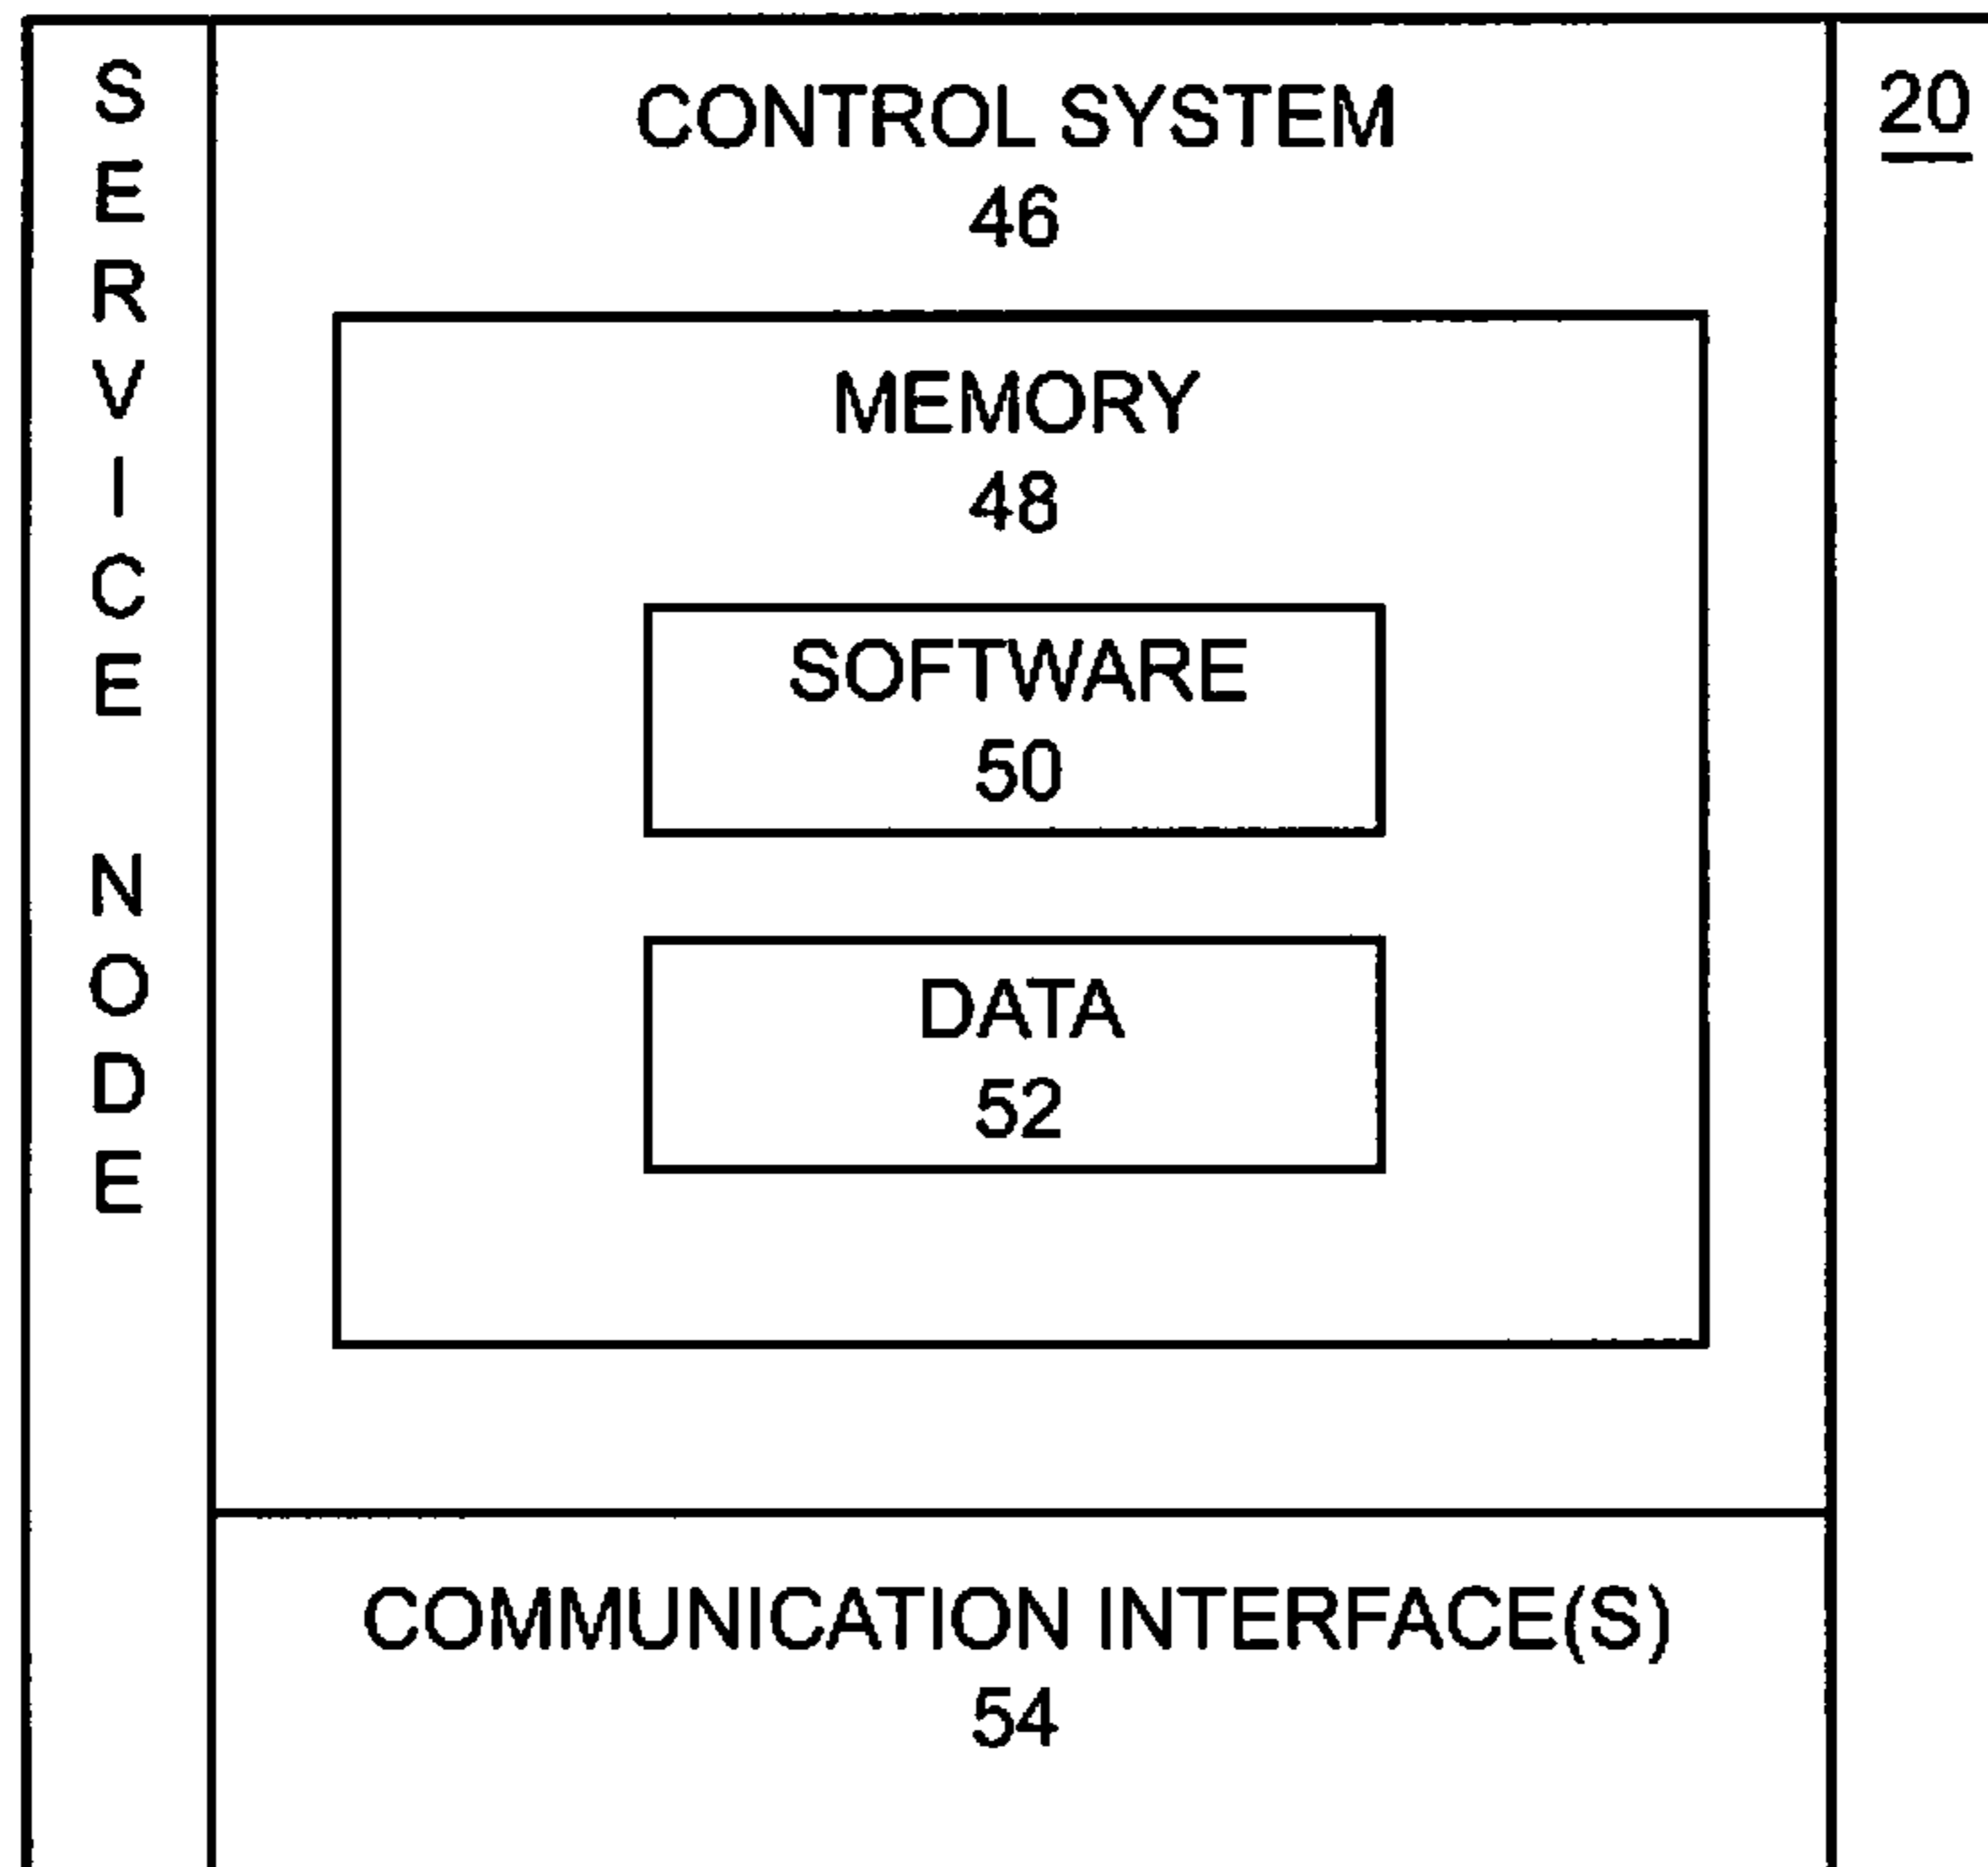 SERVICE NODE
CONTROL SYSTEM
46
20
MEMORY
48
SOFTWARE
50
DATA
52
COMMUNICATION INTERFACE(S)
54